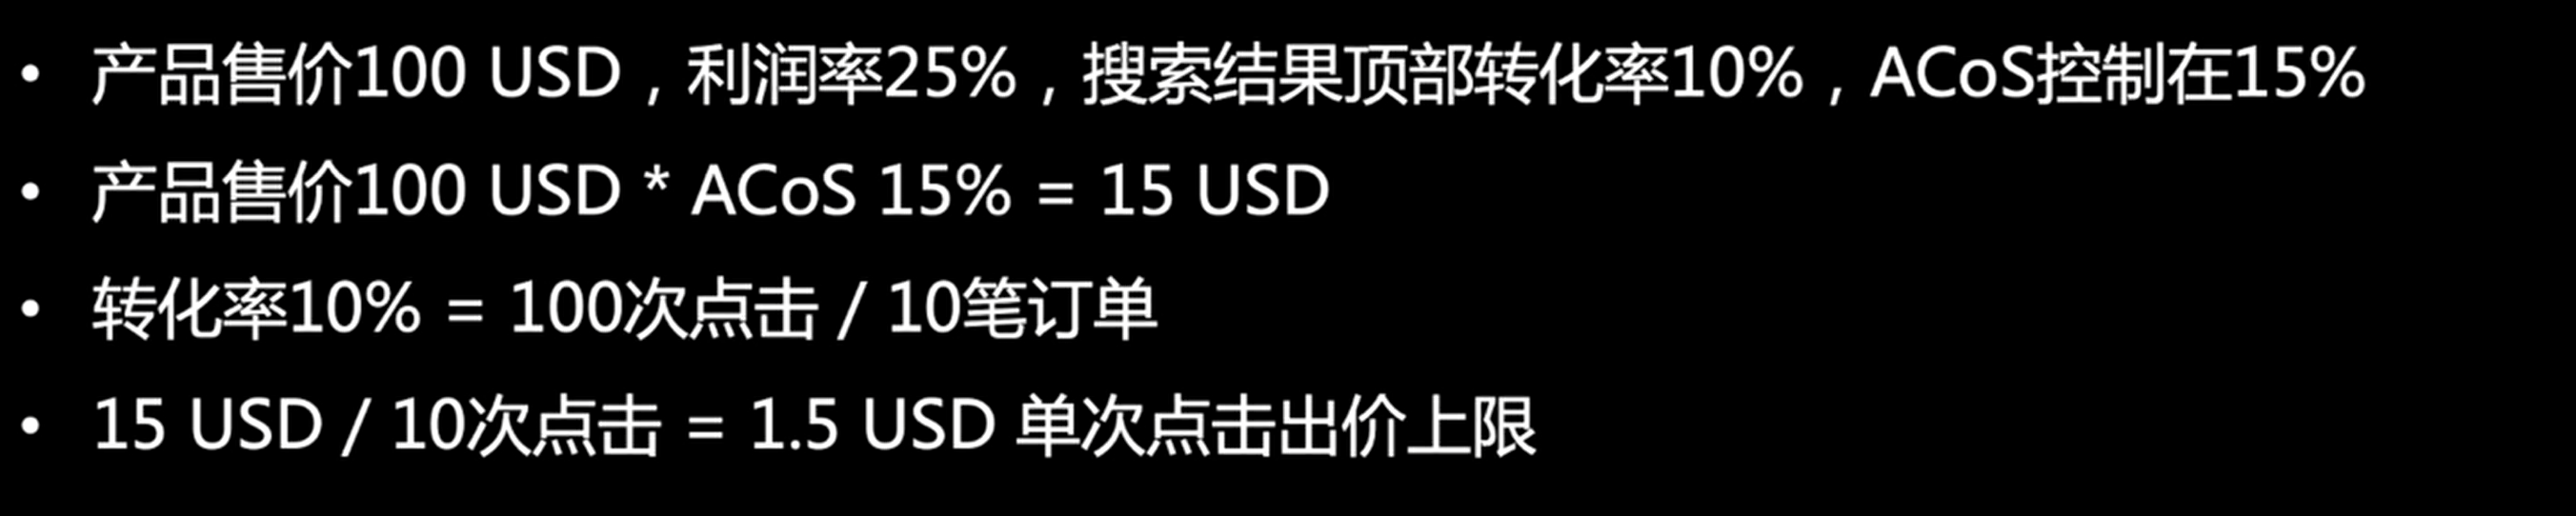 • 产品售价100 USD，利润率25%，搜索结果顶部转化率10%，ACoS控制在15%
• 产品售价100 USD * ACoS 15% = 15 USD
• 转化率10% = 100次点击 / 10笔订单
• 15 USD / 10次点击 = 1.5 USD 单次点击出价上限